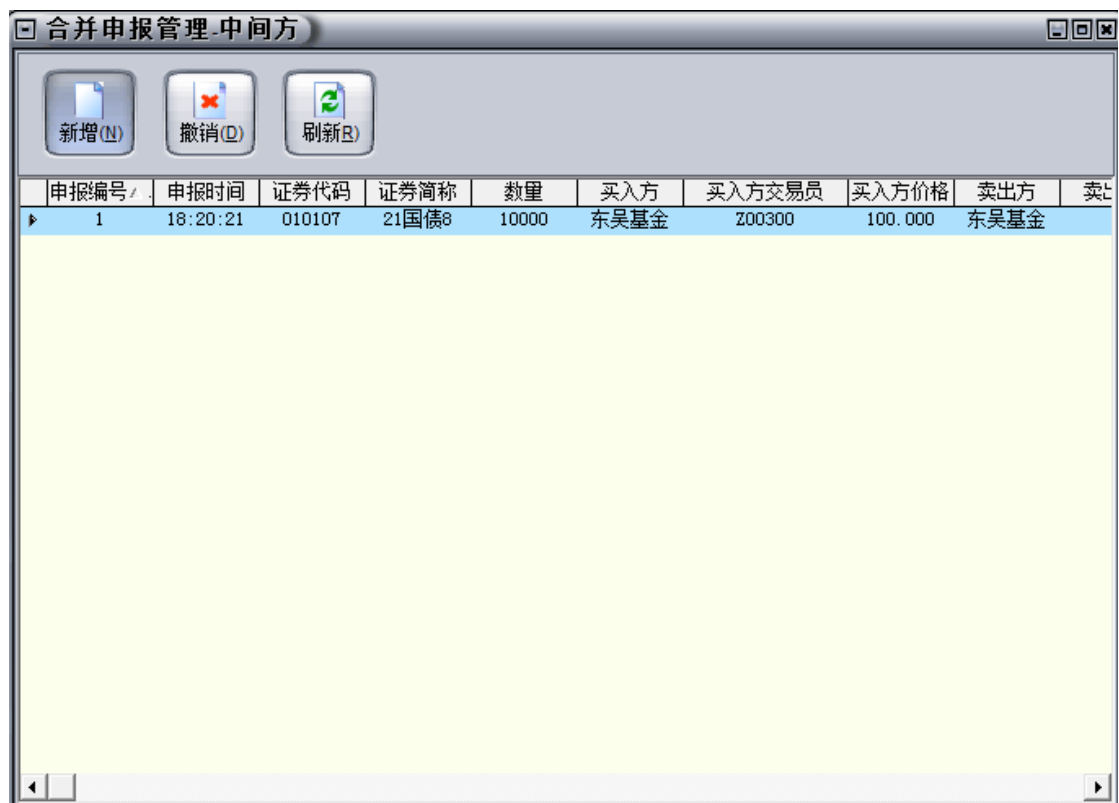 合并申报管理-中间方
新增(N) 撤销(D) 刷新R)
申报编号 申报时间 证券代码 证券简称 数量 买入方 买入方交易员 买入方价格 卖出方 卖
1 18:20:21 010107 21国债8 10000 东吴基金 Z00300 100.000 东吴基金